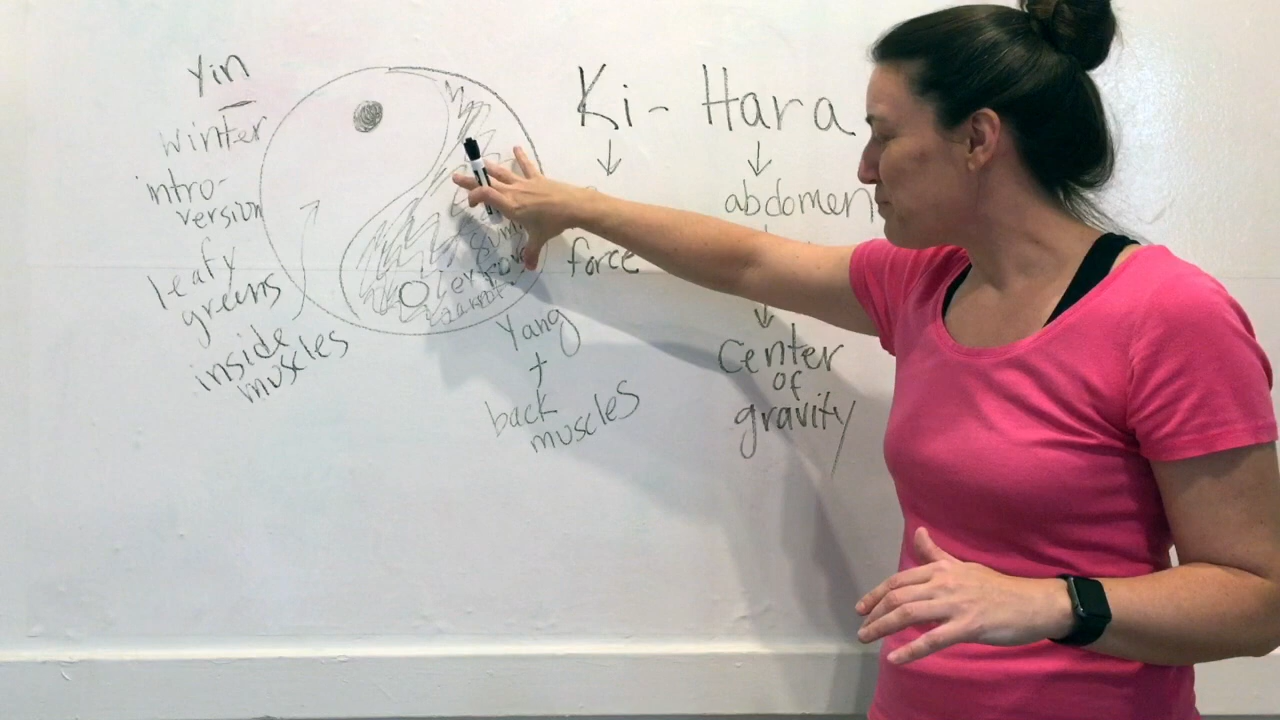 Yin
-
winter
intro-
version
leafy
greens
inside
muscles
Yang
+
back
muscles
Ki - Hara
↓ ↓
force
abdomen
↓
Center
of
gravity